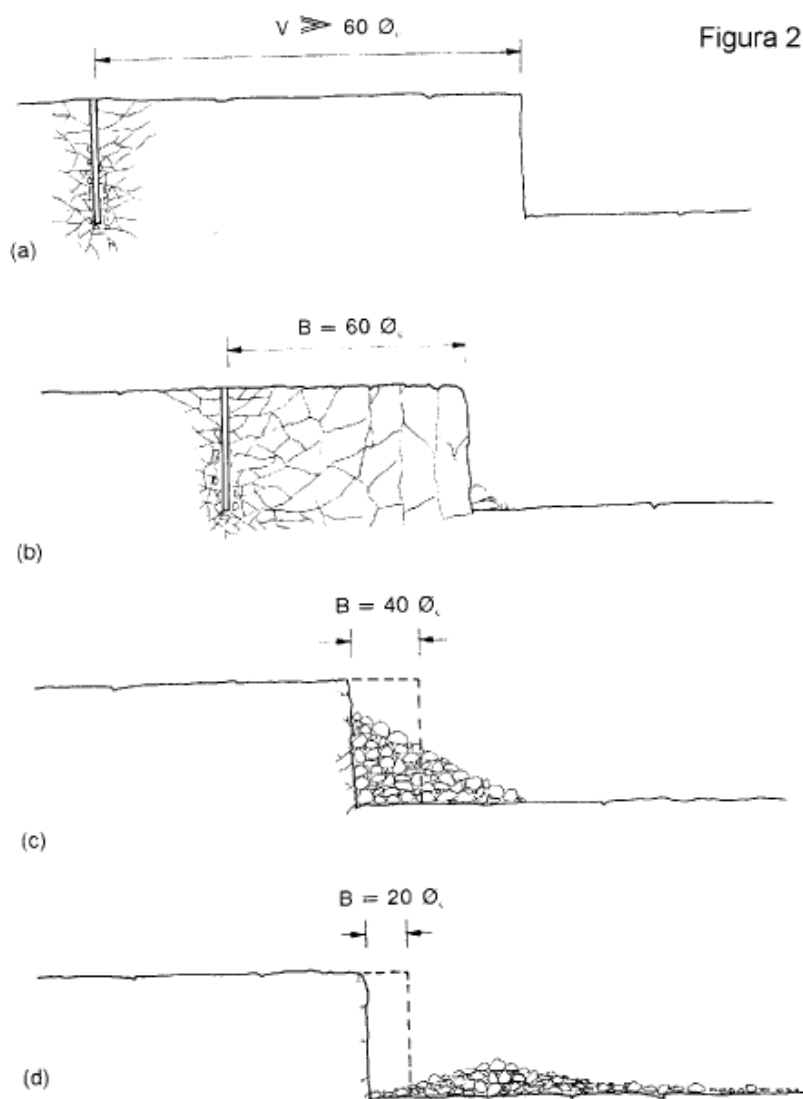 V ⋙ 60 Ø
Figura 2
(a)
B = 60 Ø
(b)
B = 40 Ø
(c)
B = 20 Ø
(d)